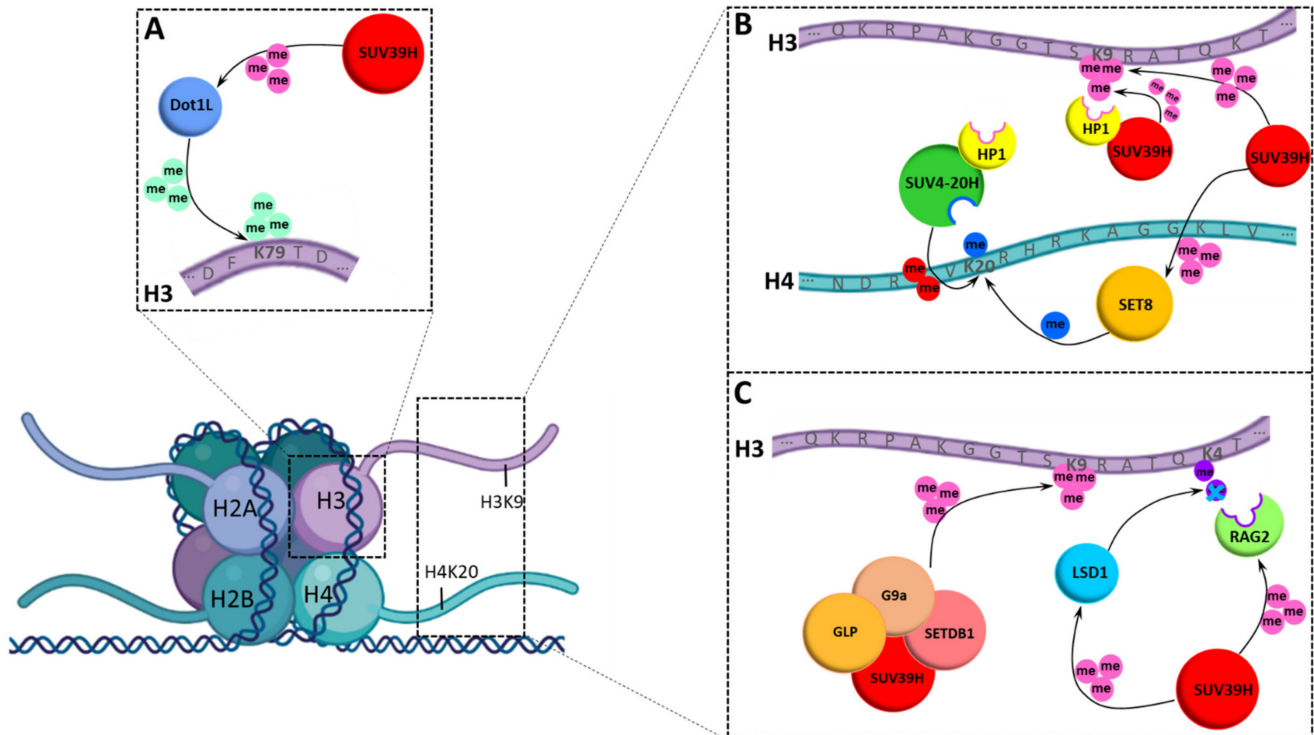 A
SUV39H
me
me
me
Dot1L
me
me
me
me
me
me
... D F K79 T D ...
H3
B
H3
... Q K R P A K G G T S K9 R A T Q K T ...
me me
me
me
me
me
me
me
me
HP1
SUV39H
SUV39H
HP1
SUV4-20H
me
H4
... N D R V K20 R H R K A G G K L V ...
me
me
me
me
me
me
SET8
C
H3
... Q K R P A K G G T S K9 R A T Q K4 T ...
me me
me
me
me
me
me
RAG2
LSD1
G9a
GLP
SETDB1
SUV39H
me
me
me
me
me
me
SUV39H
H2A
H3
H2B
H4
H3K9
H4K20